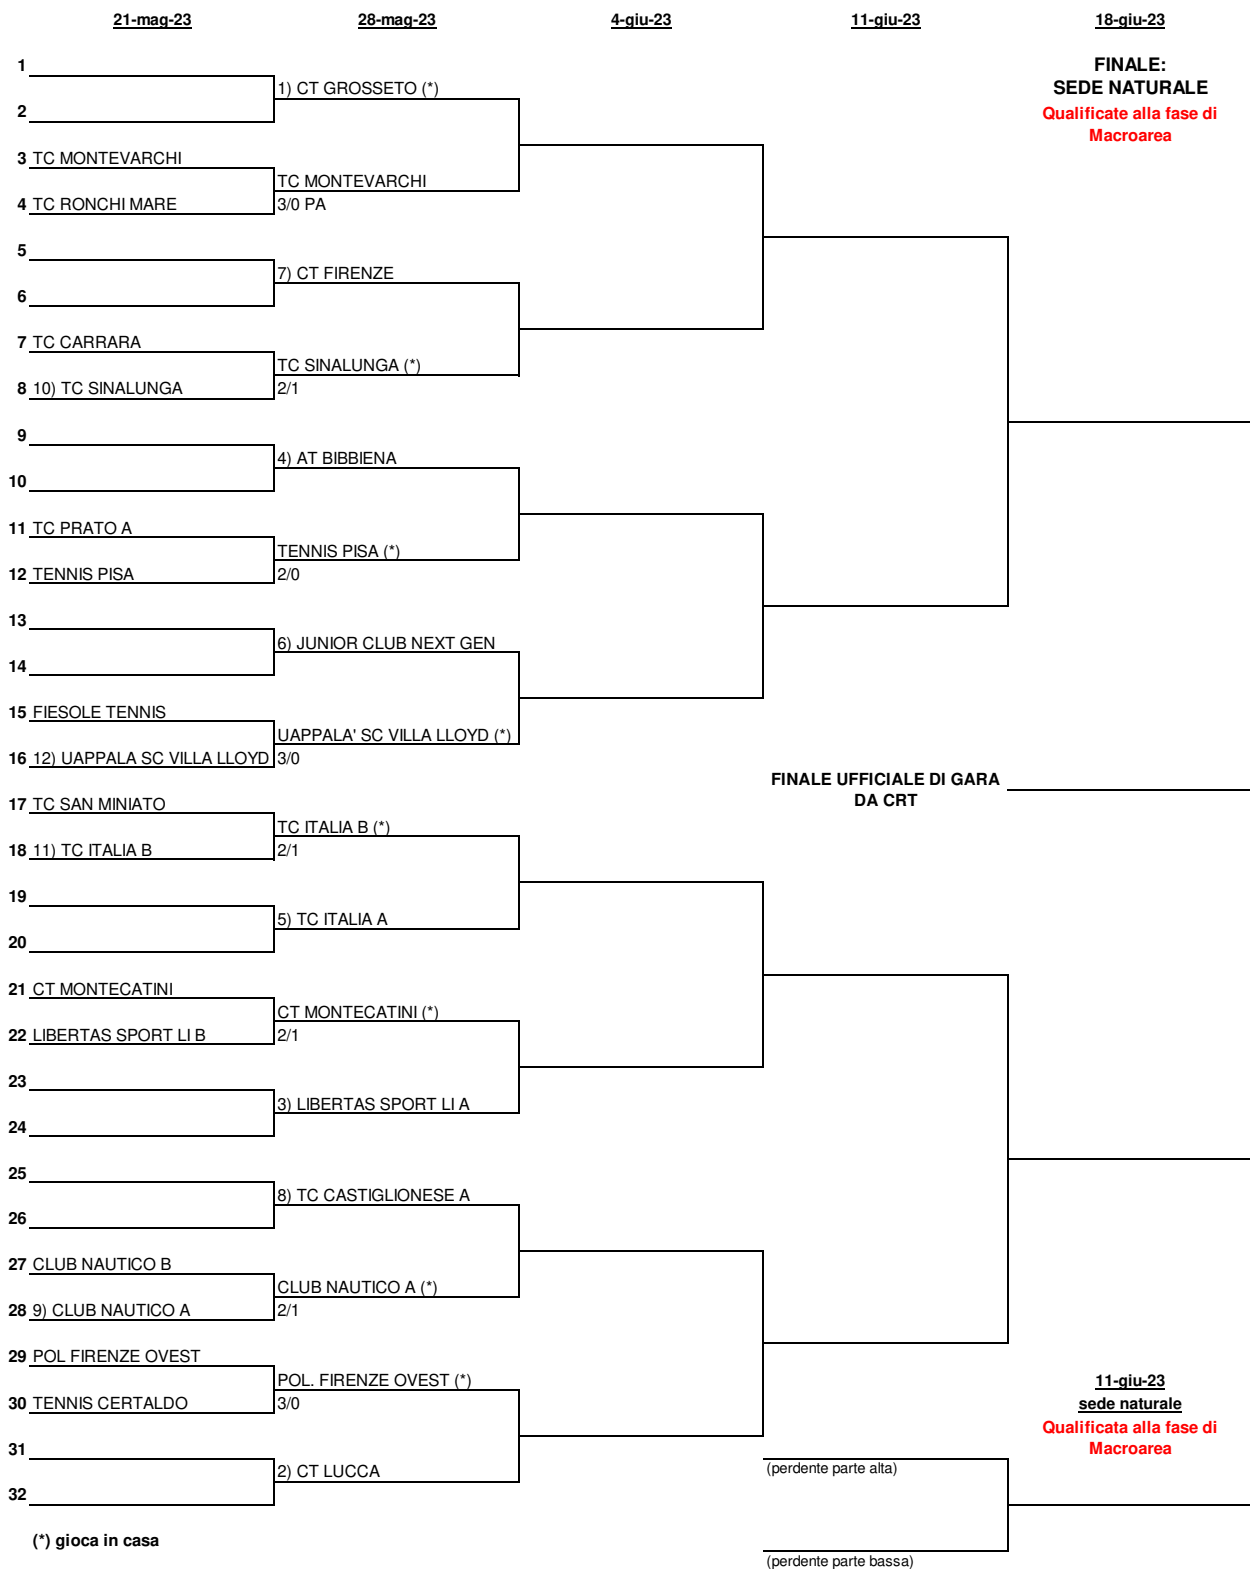 21-mag-23 28-mag-23 4-giu-23 11-giu-23 18-giu-23
1
FINALE:
SEDE NATURALE
Qualificate alla fase di
Macroarea
1) CT GROSSETO (*)
2
3 TC MONTEVARCHI
TC MONTEVARCHI
4 TC RONCHI MARE 3/0 PA
5
7) CT FIRENZE
6
7 TC CARRARA
TC SINALUNGA (*)
8 10) TC SINALUNGA 2/1
9
4) AT BIBBIENA
10
11 TC PRATO A
TENNIS PISA (*)
12 TENNIS PISA 2/0
13
6) JUNIOR CLUB NEXT GEN
14
15 FIESOLE TENNIS
UAPPALA' SC VILLA LLOYD (*)
16 12) UAPPALA SC VILLA LLOYD 3/0
FINALE UFFICIALE DI GARA
DA CRT
17 TC SAN MINIATO
TC ITALIA B (*)
18 11) TC ITALIA B 2/1
19
5) TC ITALIA A
20
21 CT MONTECATINI
CT MONTECATINI (*)
22 LIBERTAS SPORT LI B 2/1
23
3) LIBERTAS SPORT LI A
24
25
8) TC CASTIGLIONESE A
26
27 CLUB NAUTICO B
CLUB NAUTICO A (*)
28 9) CLUB NAUTICO A 2/1
29 POL FIRENZE OVEST
POL. FIRENZE OVEST (*)
30 TENNIS CERTALDO 3/0
11-giu-23
sede naturale
Qualificata alla fase di
Macroarea
31
2) CT LUCCA
(perdente parte alta)
32
(*) gioca in casa
(perdente parte bassa)